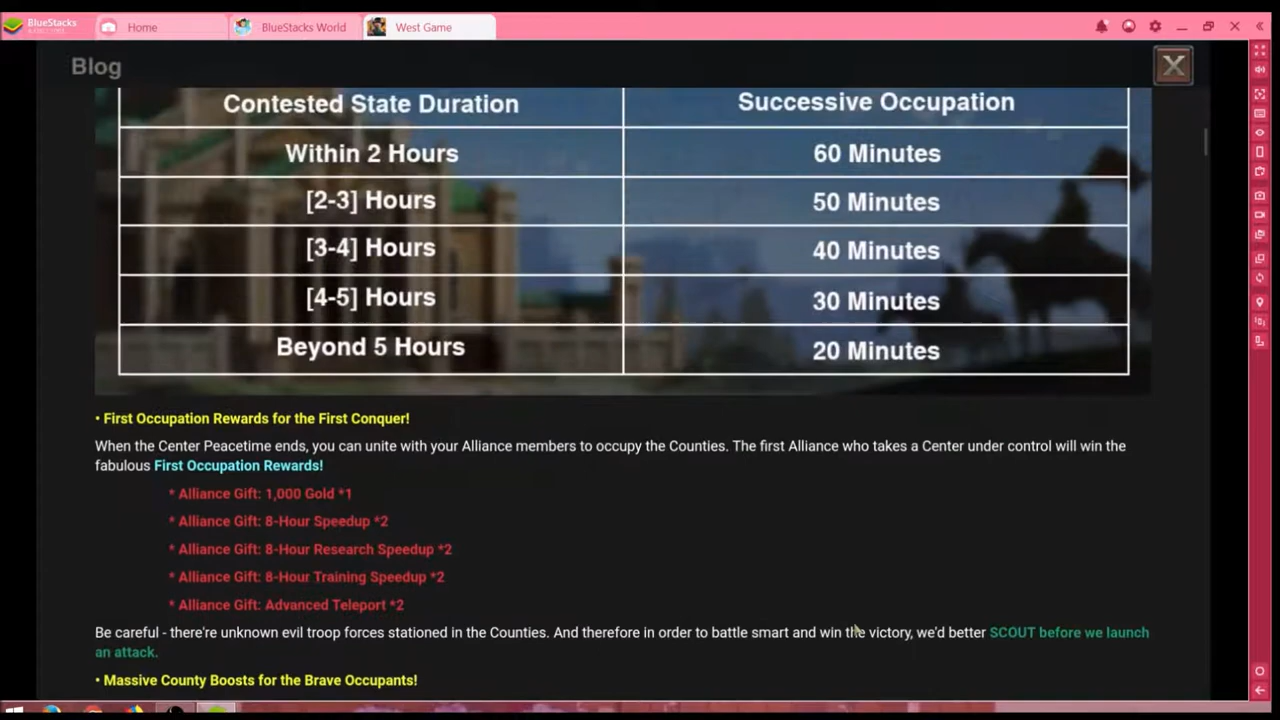 BlueStacks
Home
BlueStacks World
West Game
Blog
Contested State Duration
Successive Occupation
Within 2 Hours
60 Minutes
[2-3] Hours
50 Minutes
[3-4] Hours
40 Minutes
[4-5] Hours
30 Minutes
Beyond 5 Hours
20 Minutes
• First Occupation Rewards for the First Conquer!
When the Center Peacetime ends, you can unite with your Alliance members to occupy the Counties. The first Alliance who takes a Center under control will win the
fabulous First Occupation Rewards!
* Alliance Gift: 1,000 Gold *1
* Alliance Gift: 8-Hour Speedup *2
* Alliance Gift: 8-Hour Research Speedup *2
* Alliance Gift: 8-Hour Training Speedup *2
* Alliance Gift: Advanced Teleport *2
Be careful - there're unknown evil troop forces stationed in the Counties. And therefore in order to battle smart and win the victory, we'd better SCOUT before we launch
an attack.
• Massive County Boosts for the Brave Occupants!